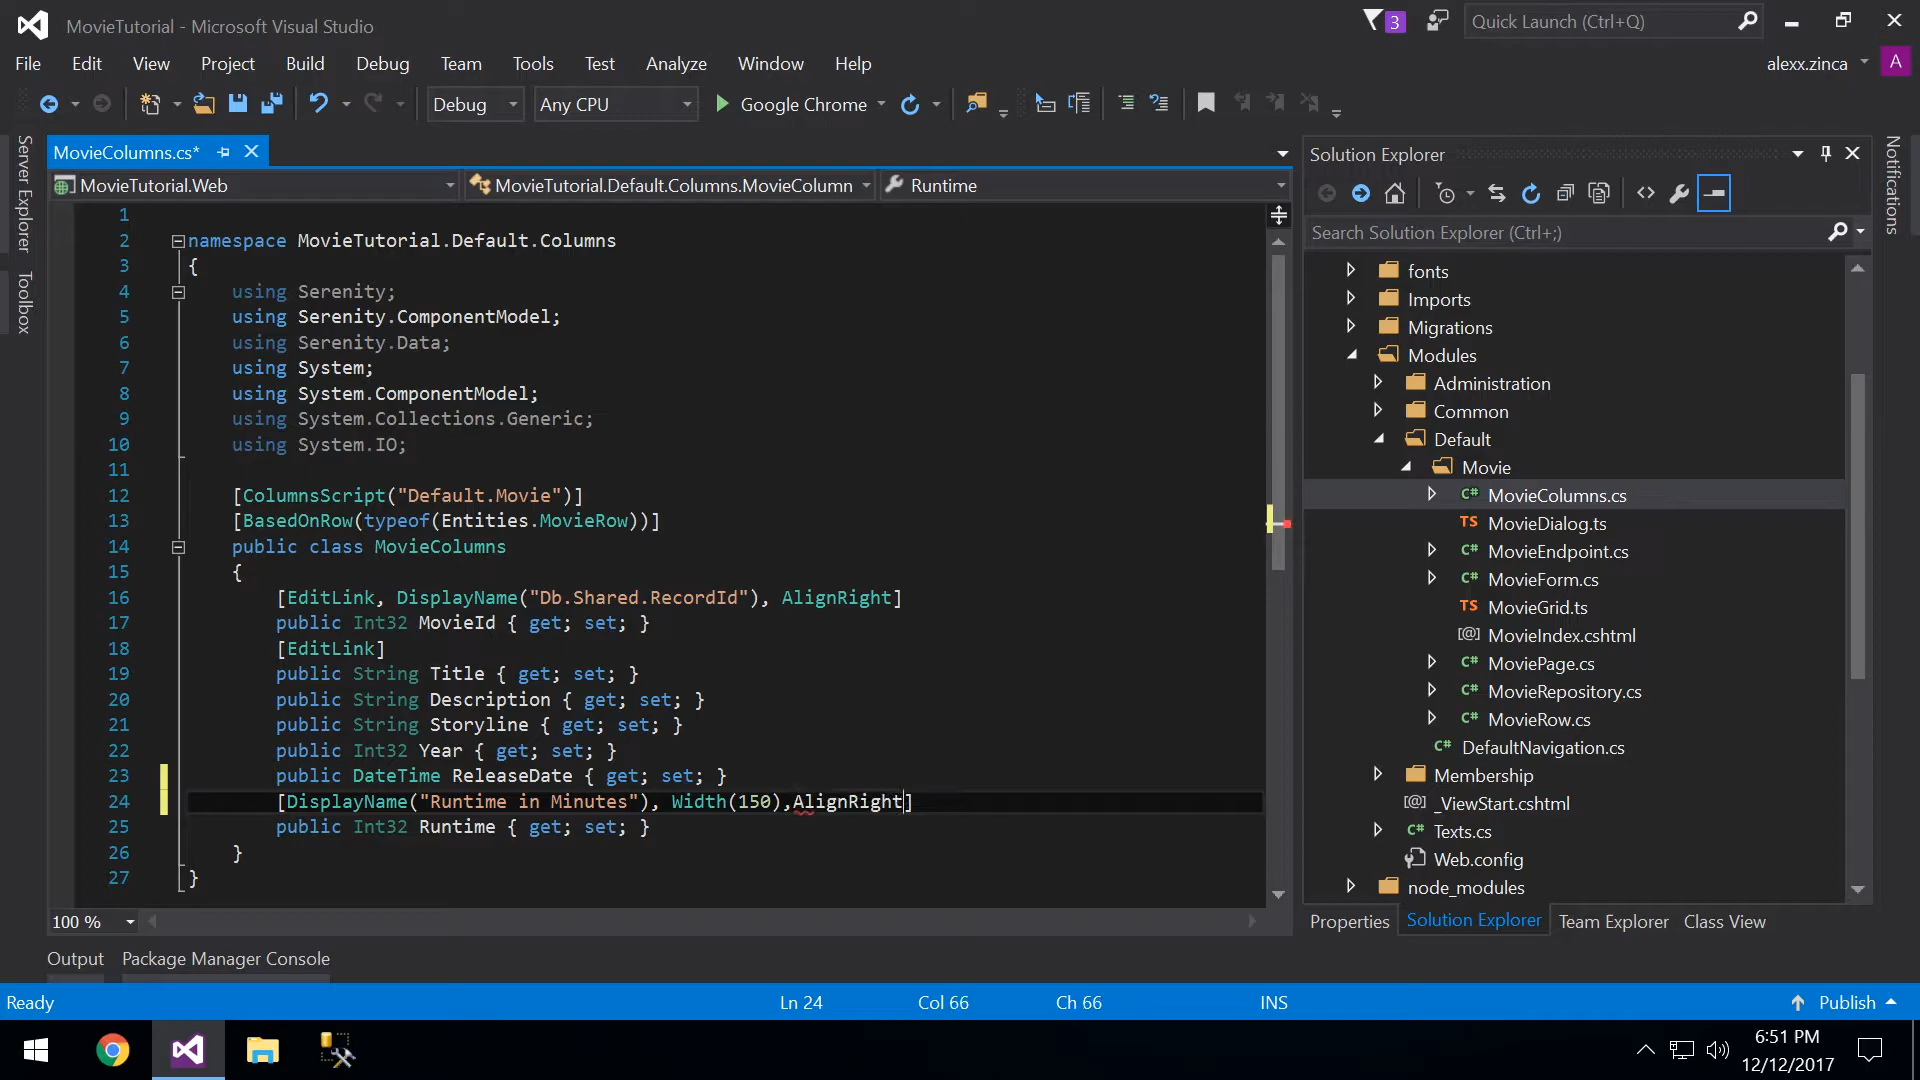 MovieTutorial - Microsoft Visual Studio
3
Quick Launch (Ctrl+Q)
File Edit View Project Build Debug Team Tools Test Analyze Window Help
alexx.zinca
A
Debug Any CPU Google Chrome
Server Explorer
Toolbox
MovieColumns.cs*
MovieTutorial.Web MovieTutorial.Default.Columns.MovieColumn Runtime
1
2 namespace MovieTutorial.Default.Columns
3 {
4 using Serenity;
5 using Serenity.ComponentModel;
6 using Serenity.Data;
7 using System;
8 using System.ComponentModel;
9 using System.Collections.Generic;
10 using System.IO;
11
12 [ColumnsScript("Default.Movie")]
13 [BasedOnRow(typeof(Entities.MovieRow))]
14 public class MovieColumns
15 {
16 [EditLink, DisplayName("Db.Shared.RecordId"), AlignRight]
17 public Int32 MovieId { get; set; }
18 [EditLink]
19 public String Title { get; set; }
20 public String Description { get; set; }
21 public String Storyline { get; set; }
22 public Int32 Year { get; set; }
23 public DateTime ReleaseDate { get; set; }
24 [DisplayName("Runtime in Minutes"), Width(150),AlignRight]
25 public Int32 Runtime { get; set; }
26 }
27 }
100 %
Solution Explorer
Search Solution Explorer (Ctrl+;)
fonts
Imports
Migrations
Modules
Administration
Common
Default
Movie
C# MovieColumns.cs
TS MovieDialog.ts
C# MovieEndpoint.cs
C# MovieForm.cs
TS MovieGrid.ts
[@] MovieIndex.cshtml
C# MoviePage.cs
C# MovieRepository.cs
C# MovieRow.cs
C# DefaultNavigation.cs
Membership
[@] _ViewStart.cshtml
C# Texts.cs
Web.config
node_modules
Properties Solution Explorer Team Explorer Class View
Notifications
Output Package Manager Console
Ready Ln 24 Col 66 Ch 66 INS Publish
6:51 PM
12/12/2017